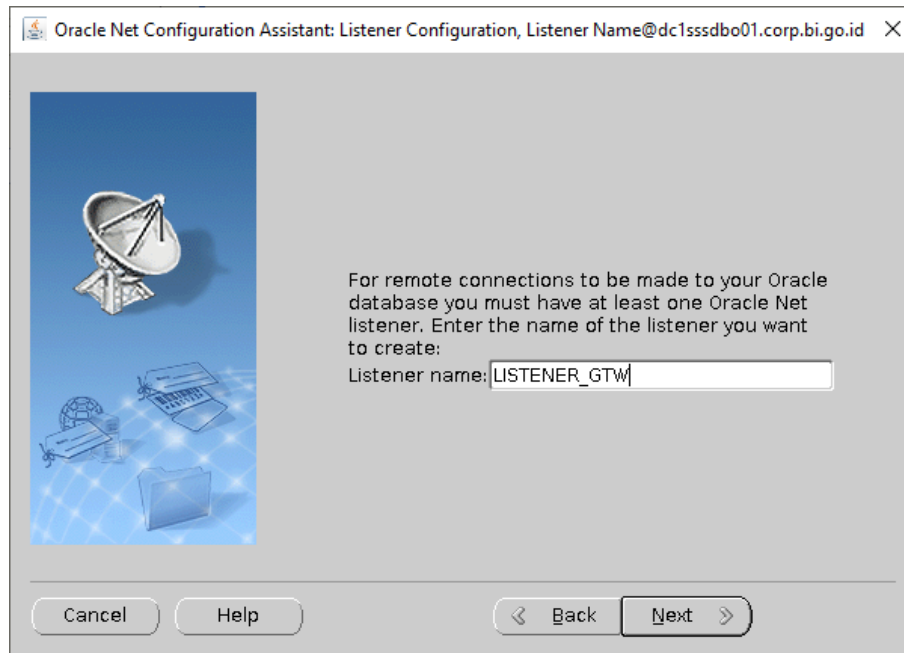 Oracle Net Configuration Assistant: Listener Configuration, Listener Name@dc1sssdbo01.corp.bi.go.id
For remote connections to be made to your Oracle
database you must have at least one Oracle Net
listener. Enter the name of the listener you want
to create:
Listener name: LISTENER_GTW
Cancel Help Back Next